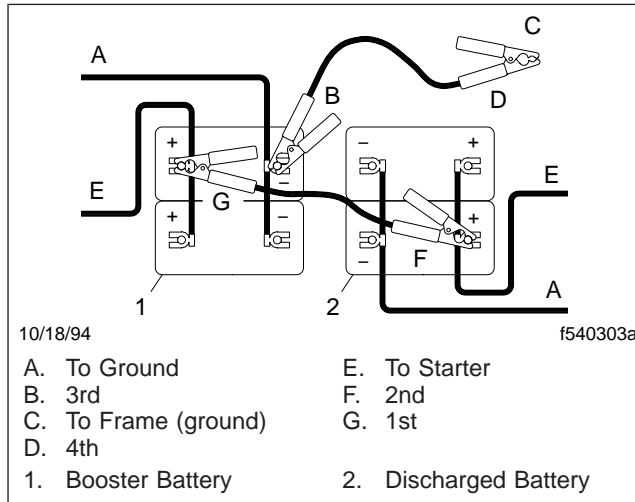 A
C
B
D
+
+
−
−
E
E
G
+
−
+
F
−
1
2
A
10/18/94 f540303a
A. To Ground E. To Starter
B. 3rd F. 2nd
C. To Frame (ground) G. 1st
D. 4th
1. Booster Battery 2. Discharged Battery